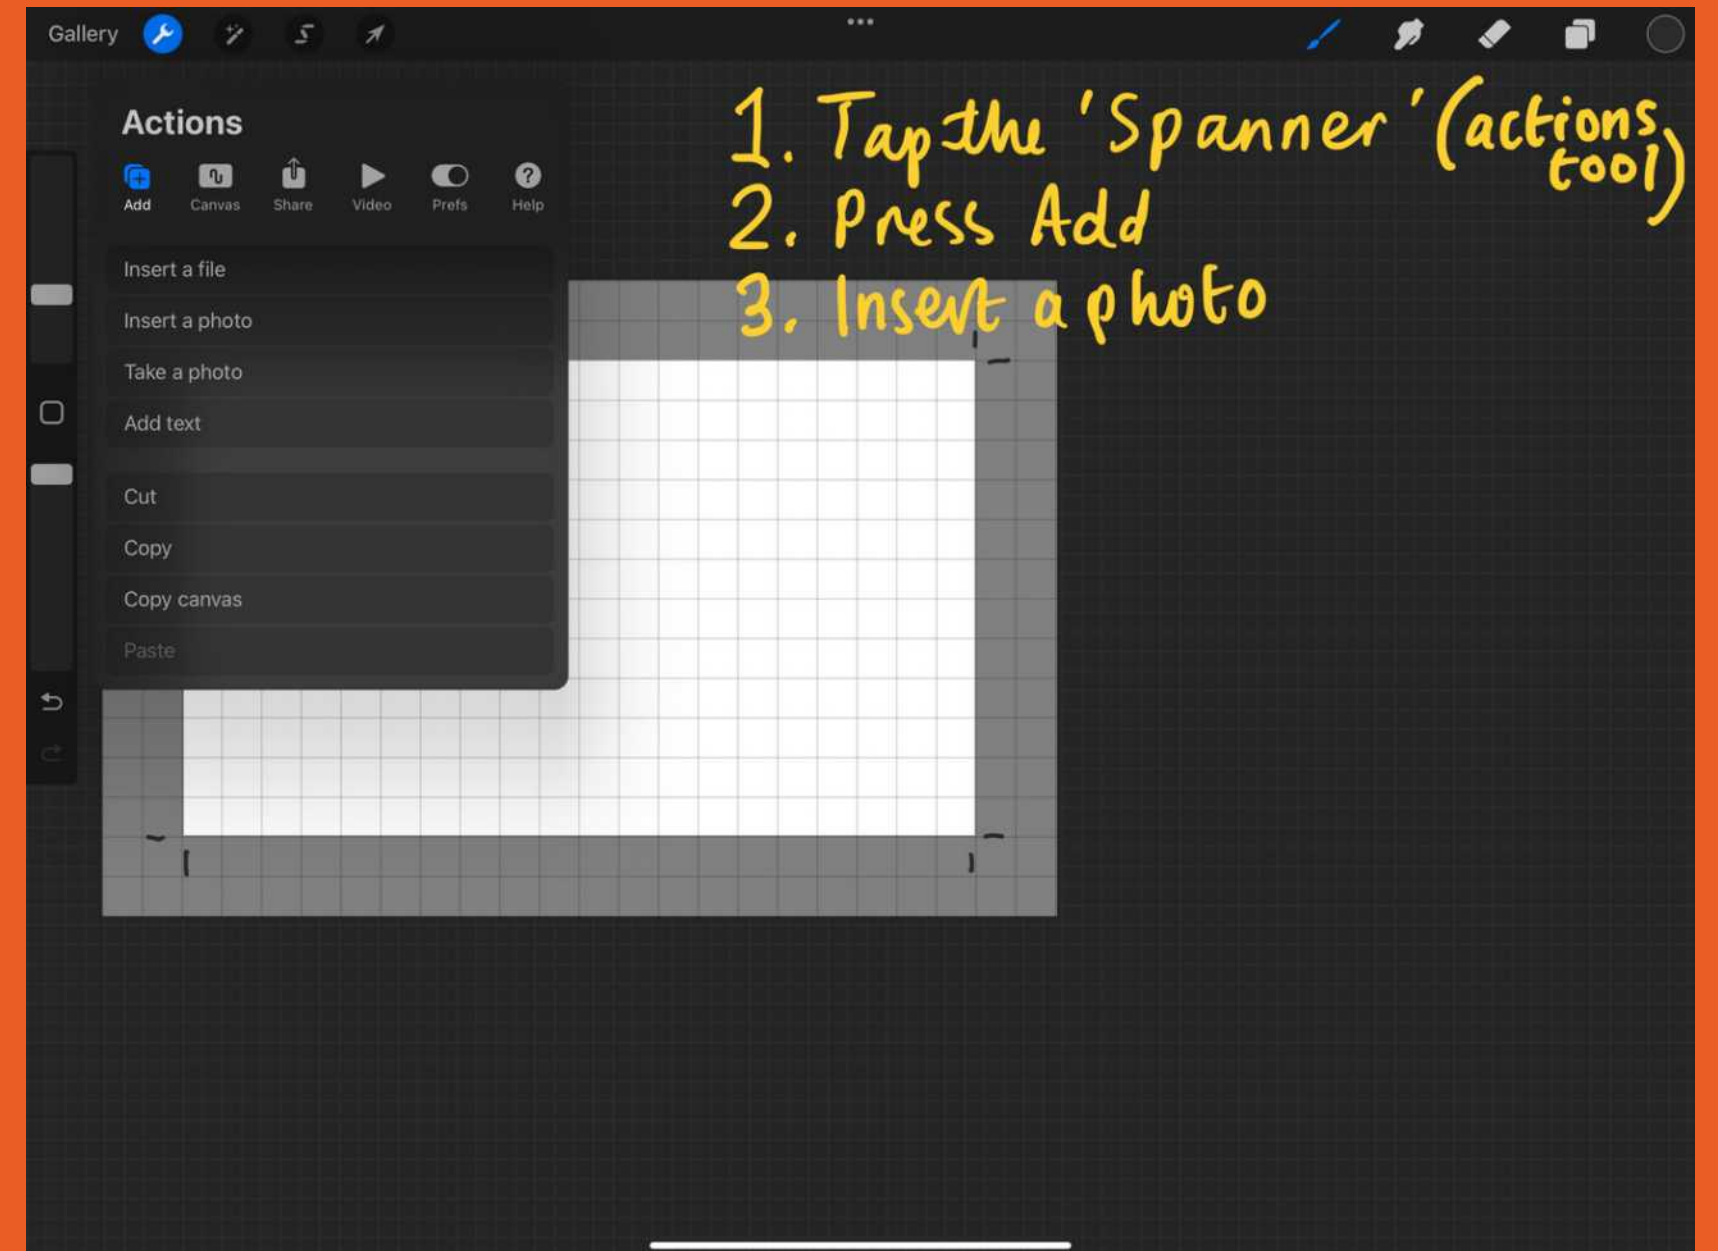 Gallery
Actions
Add Canvas Share Video Prefs Help
Insert a file
Insert a photo
Take a photo
Add text
Cut
Copy
Copy canvas
Paste
1. Tap the 'Spanner' (actions
tool)
2. Press Add
3. Insert a photo